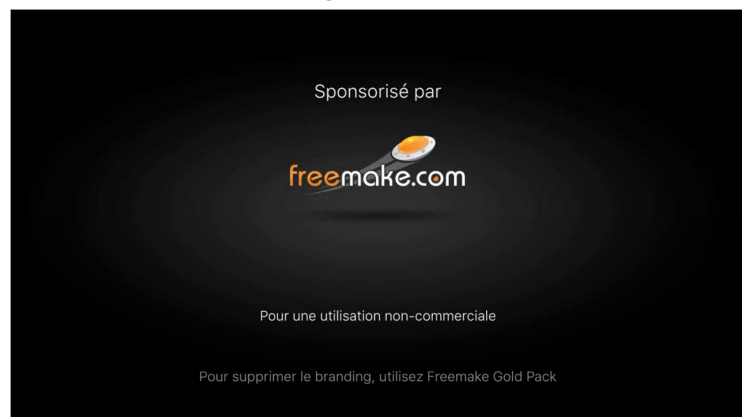 Sponsorisé par
freemake.com
Pour une utilisation non-commerciale
Pour supprimer le branding, utilisez Freemake Gold Pack